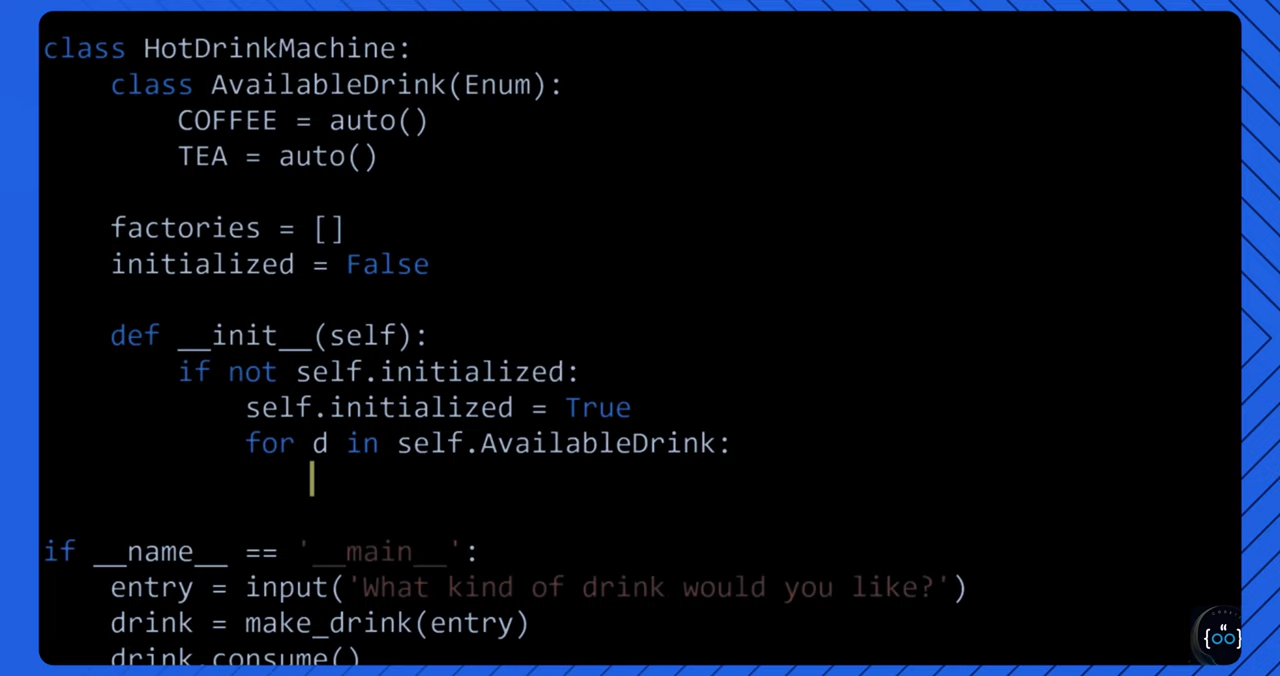 class HotDrinkMachine:
    class AvailableDrink(Enum):
        COFFEE = auto()
        TEA = auto()
    factories = []
    initialized = False
    def __init__(self):
        if not self.initialized:
            self.initialized = True
            for d in self.AvailableDrink:
if __name__ == '__main__':
    entry = input('What kind of drink would you like?')
    drink = make_drink(entry)
    drink.consume()